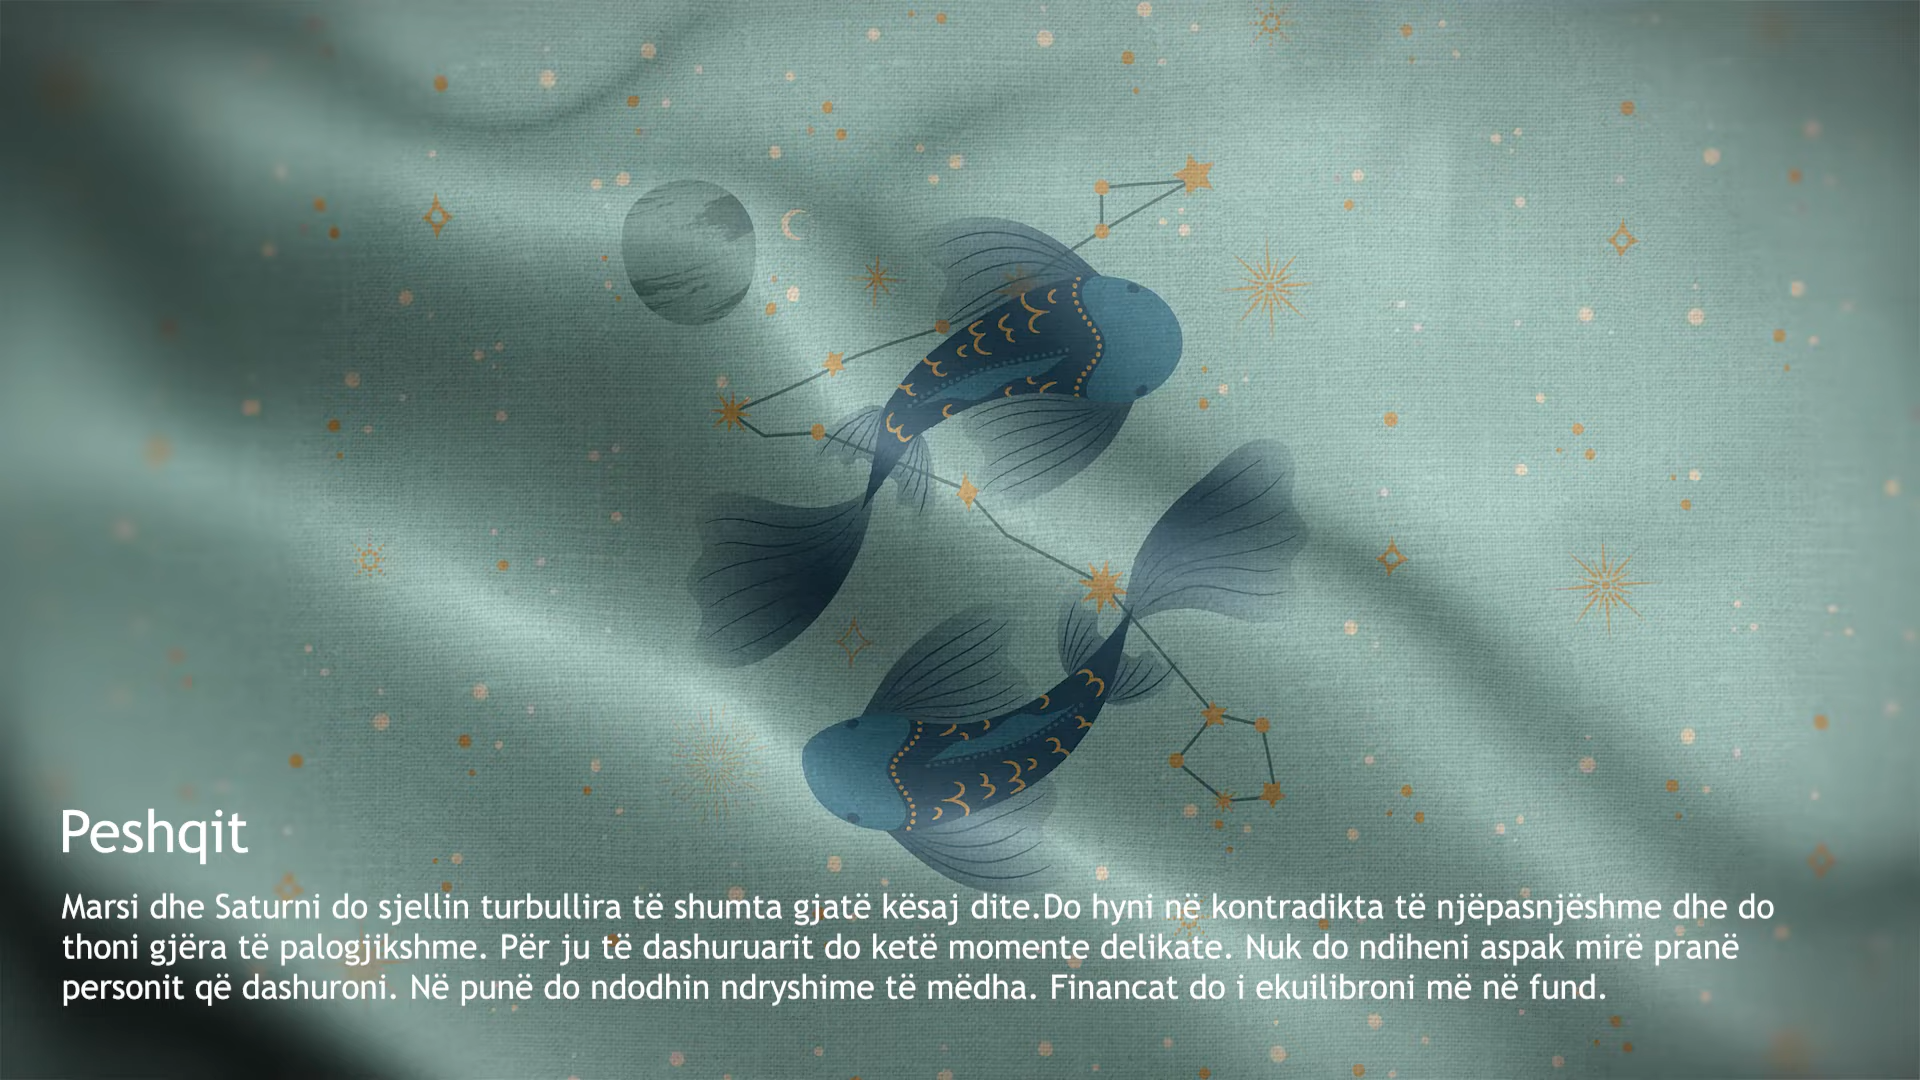 Peshqit
Marsi dhe Saturni do sjellin turbullira të shumta gjatë kësaj dite.Do hyni në kontradikta të njëpasnjëshme dhe do
thoni gjëra të palogjikshme. Për ju të dashuruarit do ketë momente delikate. Nuk do ndiheni aspak mirë pranë
personit që dashuroni. Në punë do ndodhin ndryshime të mëdha. Financat do i ekuilibroni më në fund.